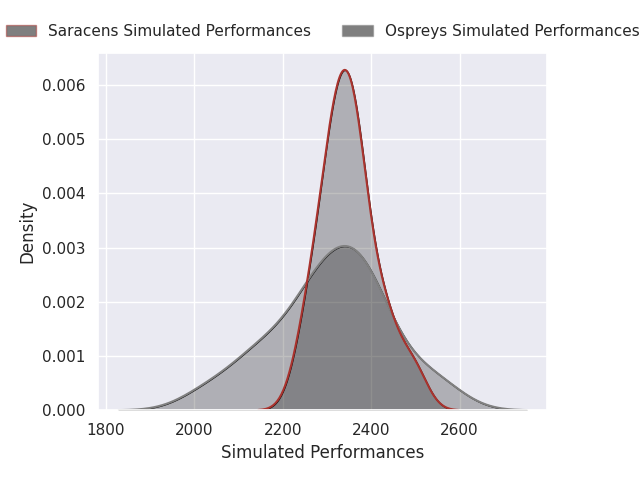 Saracens Simulated Performances
Ospreys Simulated Performances
0.006
0.005
0.004
0.003
0.002
0.001
0.000
Density
1800 2000 2200 2400 2600
Simulated Performances